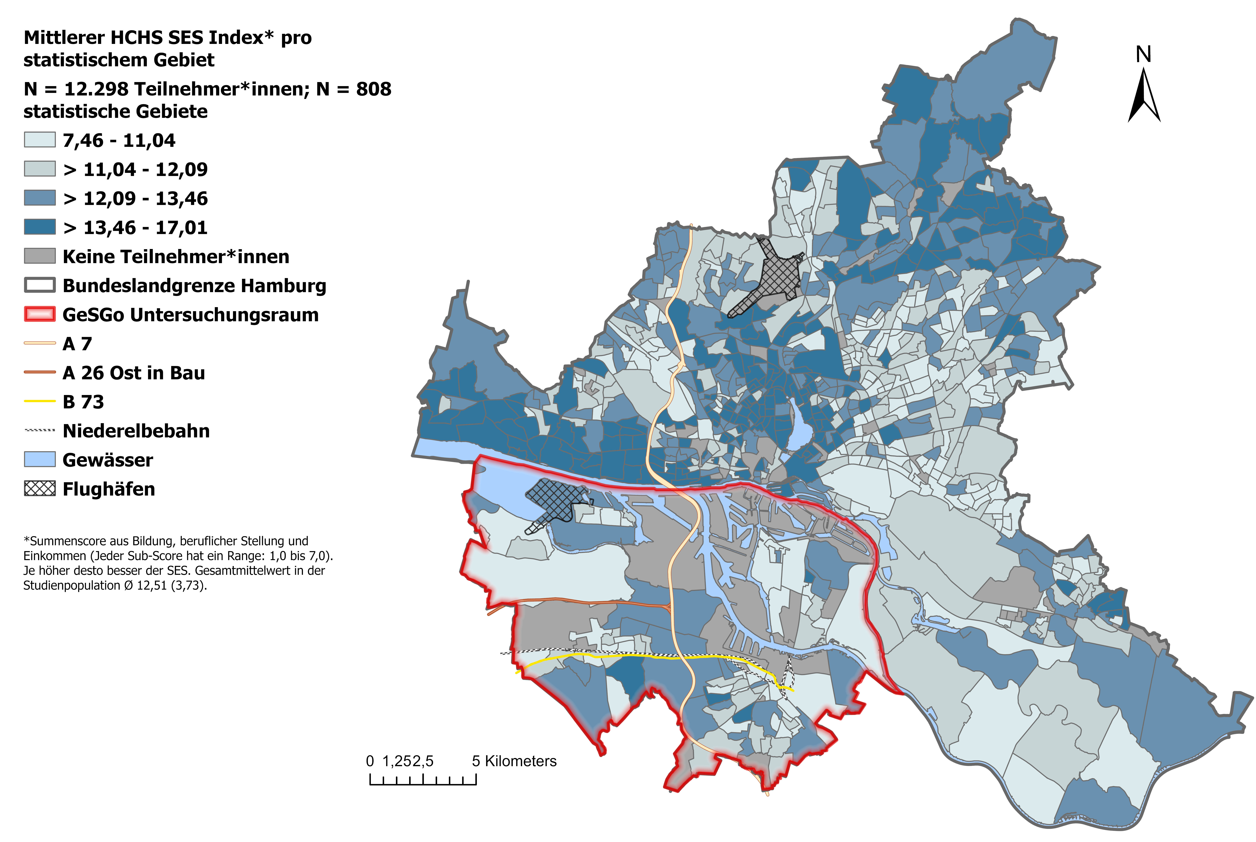 Mittlerer HCHS SES Index* pro
statistischem Gebiet
N = 12.298 Teilnehmer*innen; N = 808
statistische Gebiete
7,46 - 11,04
> 11,04 - 12,09
> 12,09 - 13,46
> 13,46 - 17,01
Keine Teilnehmer*innen
Bundeslandgrenze Hamburg
GeSGo Untersuchungsraum
A 7
A 26 Ost in Bau
B 73
Niederelbebahn
Gewässer
Flughäfen
*Summenscore aus Bildung, beruflicher Stellung und
Einkommen (Jeder Sub-Score hat ein Range: 1,0 bis 7,0).
Je höher desto besser der SES. Gesamtmittelwert in der
Studienpopulation Ø 12,51 (3,73).
N
0 1,252,5 5 Kilometers